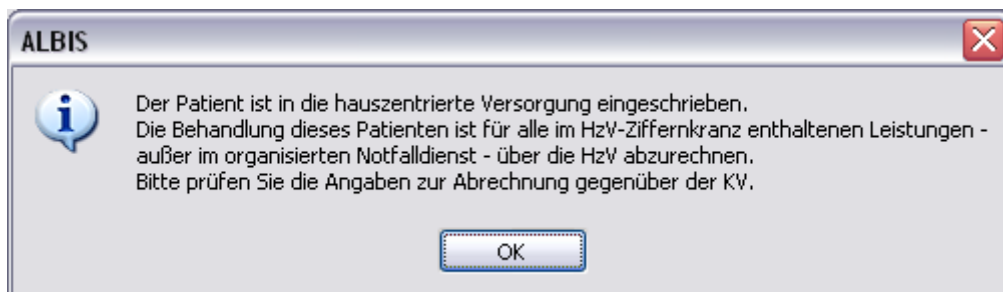 ALBIS
Der Patient ist in die hauszentrierte Versorgung eingeschrieben.
Die Behandlung dieses Patienten ist für alle im HzV-Ziffernkranz enthaltenen Leistungen -
außer im organisierten Notfalldienst - über die HzV abzurechnen.
Bitte prüfen Sie die Angaben zur Abrechnung gegenüber der KV.
OK